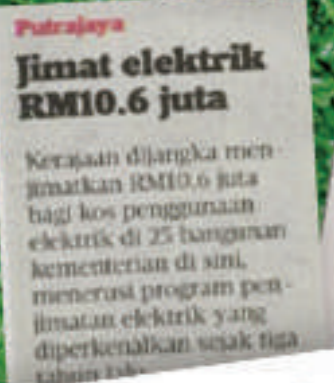 Putrajaya
Jimat elektrik
RM10.6 juta
Kerajaan dijangka men-
jimatkan RM10.6 juta
bagi kos penggunaan
elektrik di 25 bangunan
kementerian di sini,
menerusi program pen-
jimatan elektrik yang
diperkenalkan sejak tiga
tahun